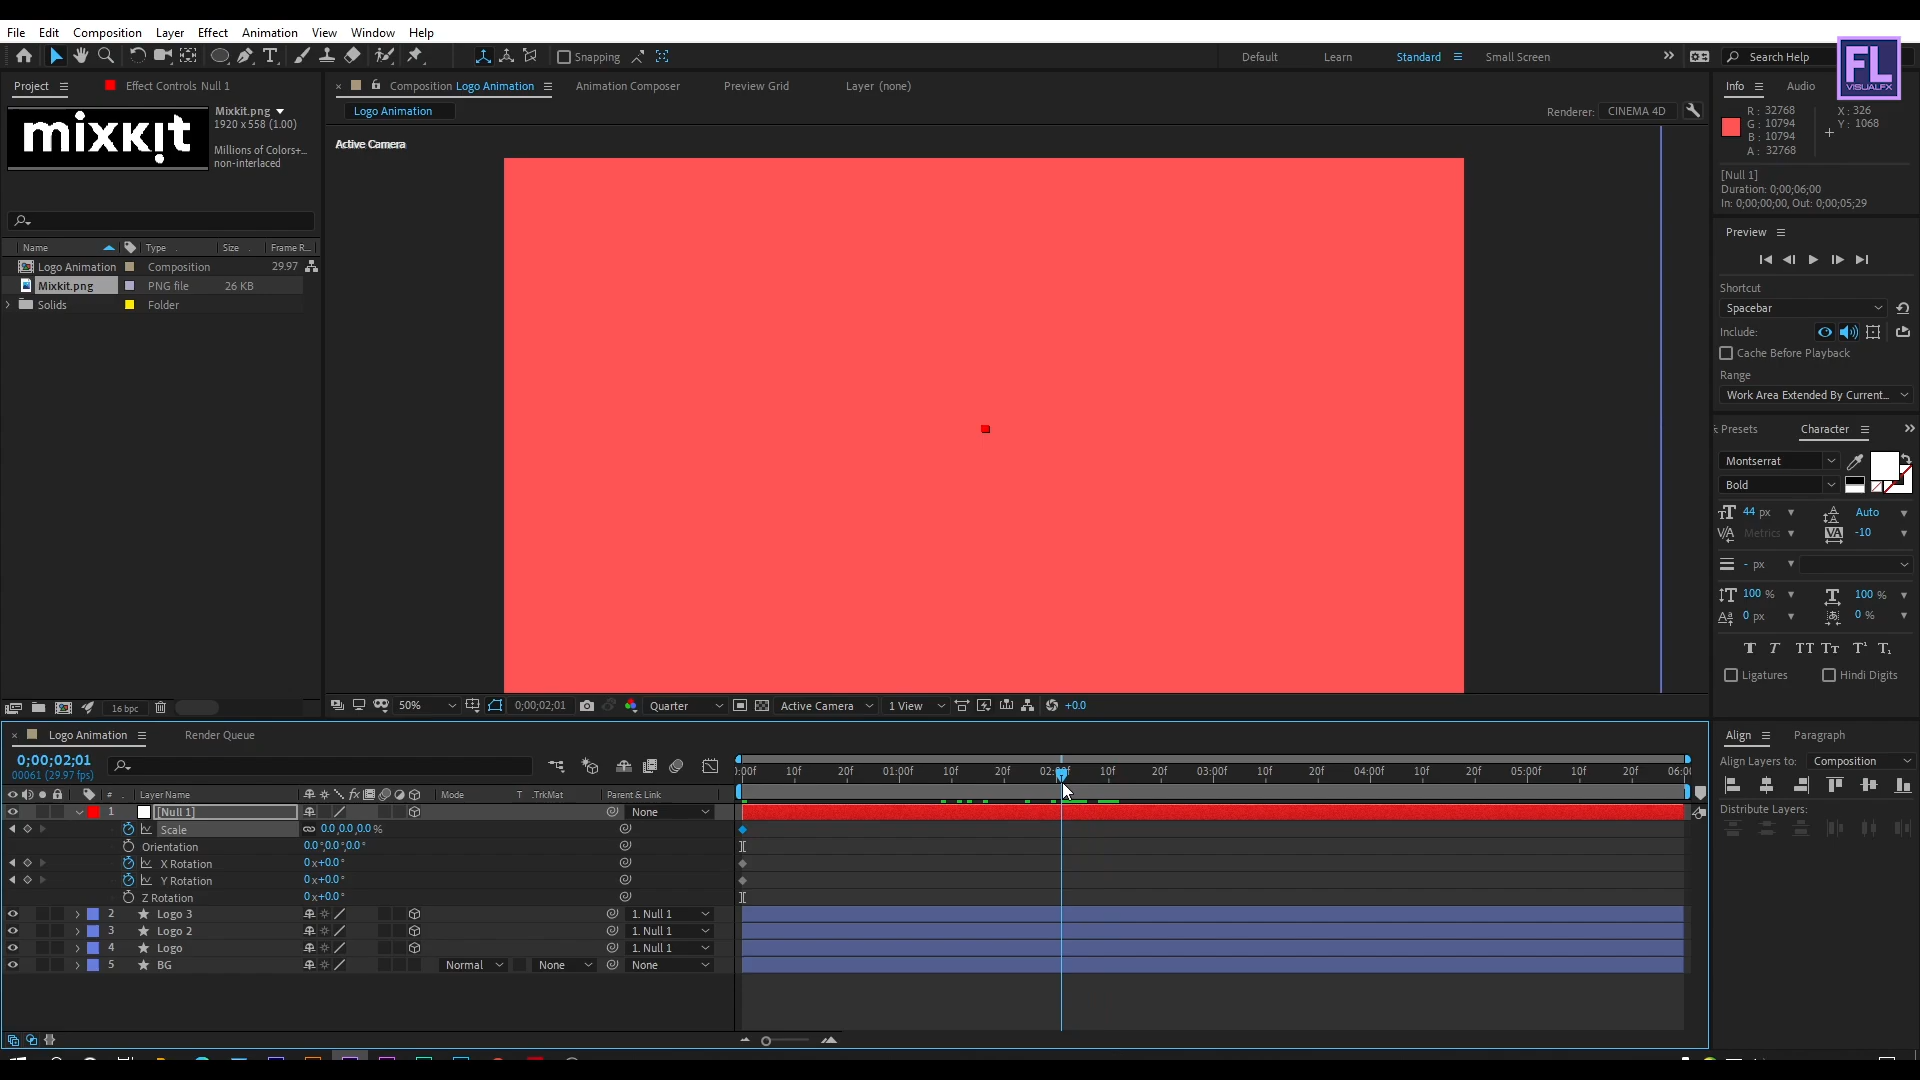 File Edit Composition Layer Effect Animation View Window Help
Snapping Default Learn Standard Small Screen » Search Help
FL
VISUALFX
Project Effect Controls Null 1
Mixkit.png
1920 x 558 (1.00)
Millions of Colors+...
non-interlaced
mixkit
Name Type Size Frame R...
Logo Animation Composition 29.97
Mixkit.png PNG file 26 KB
Solids Folder
16 bpc
× Composition Logo Animation Animation Composer Preview Grid Layer (none)
Logo Animation Renderer: CINEMA 4D
Active Camera
50% 0;00;02;01 Quarter Active Camera 1 View +0.0
Info Audio
R: 32768 X: 326
G: 10794 Y: 1068
B: 10794
A: 32768
[Null 1]
Duration: 0;00;06;00
In: 0;00;00;00, Out: 0;00;05;29
Preview
Shortcut
Spacebar
Include:
Cache Before Playback
Range
Work Area Extended By Current...
Presets Character »
Montserrat
Bold
44 px Auto
Metrics -10
- px
100 % 100 %
0 px 0 %
T T TT Tt T¹ T₁
Ligatures Hindi Digits
Align Paragraph
Align Layers to: Composition
Distribute Layers:
× Logo Animation Render Queue
0;00;02;01
00061 (29.97 fps)
):00f 10f 20f 01:00f 10f 20f 02:00f 10f 20f 03:00f 10f 20f 04:00f 10f 20f 05:00f 10f 20f 06:0
# Layer Name Mode T .TrkMat Parent & Link
1 [Null 1] None
Scale 0.0,0.0,0.0 %
Orientation 0.0 °,0.0 °,0.0 °
X Rotation 0 x+0.0 °
Y Rotation 0 x+0.0 °
Z Rotation 0 x+0.0 °
2 Logo 3 1. Null 1
3 Logo 2 1. Null 1
4 Logo 1. Null 1
5 BG Normal None None